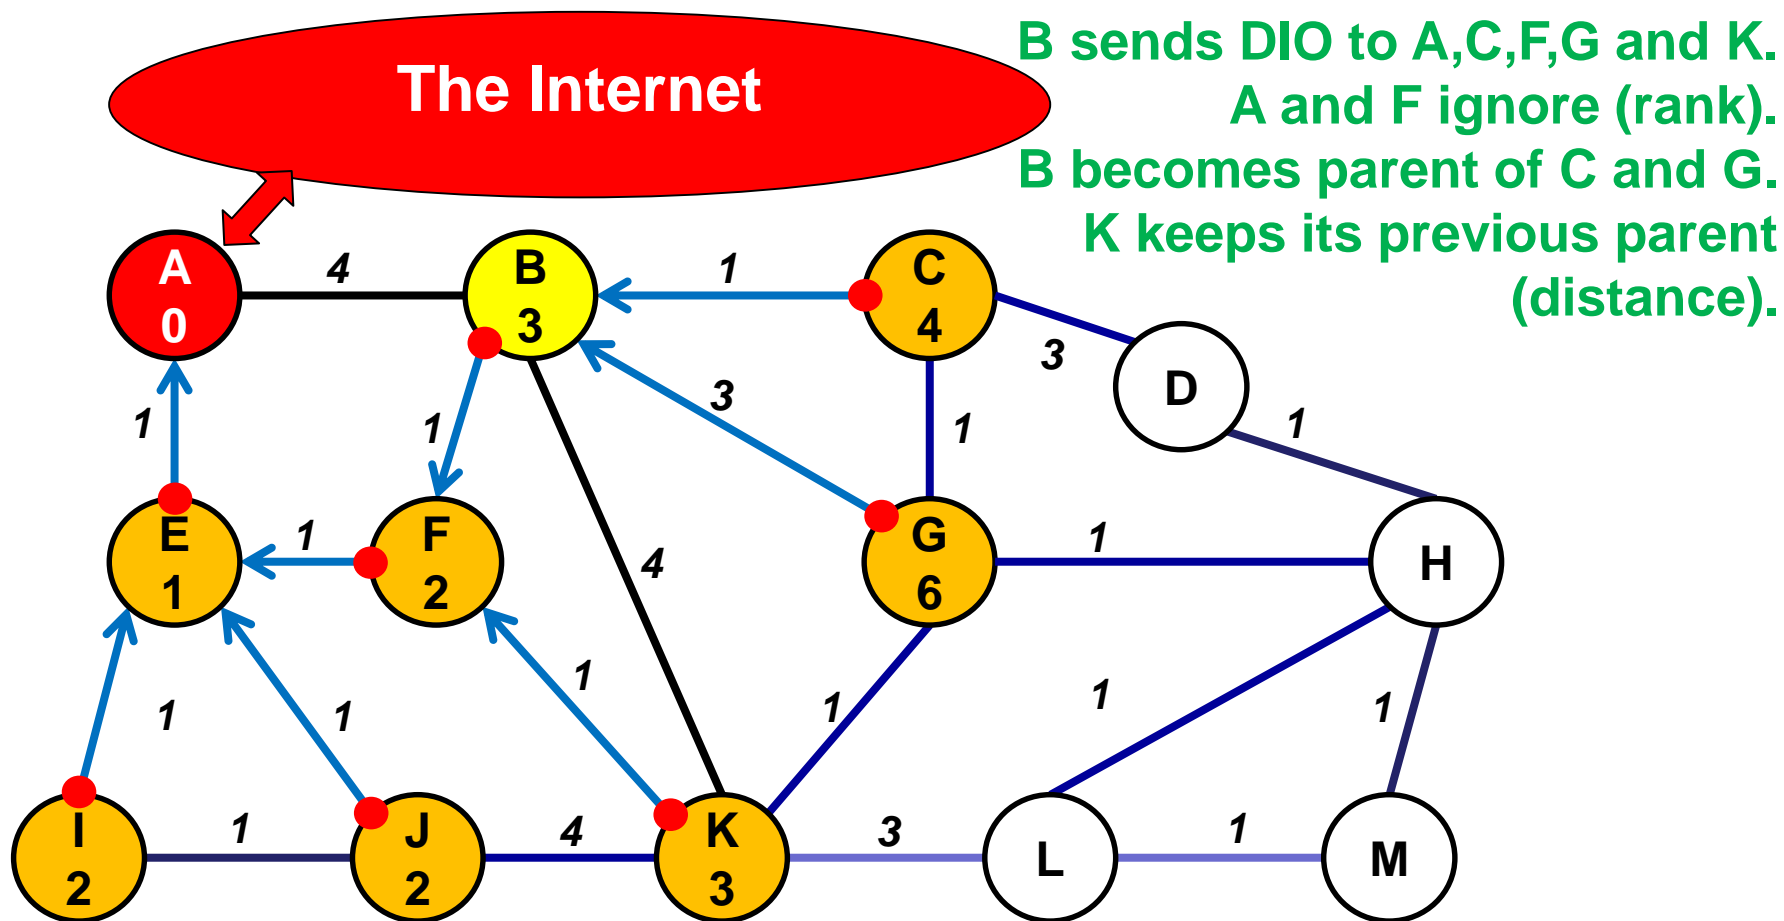 The Internet
B sends DIO to A,C,F,G and K.
A and F ignore (rank).
B becomes parent of C and G.
K keeps its previous parent
(distance).
A
0
4
B
3
1
C
4
3
D
1
1
1
3
1
E
1
1
F
2
4
G
6
1
H
1
1
1
1
1
1
I
2
1
J
2
4
K
3
3
L
1
M